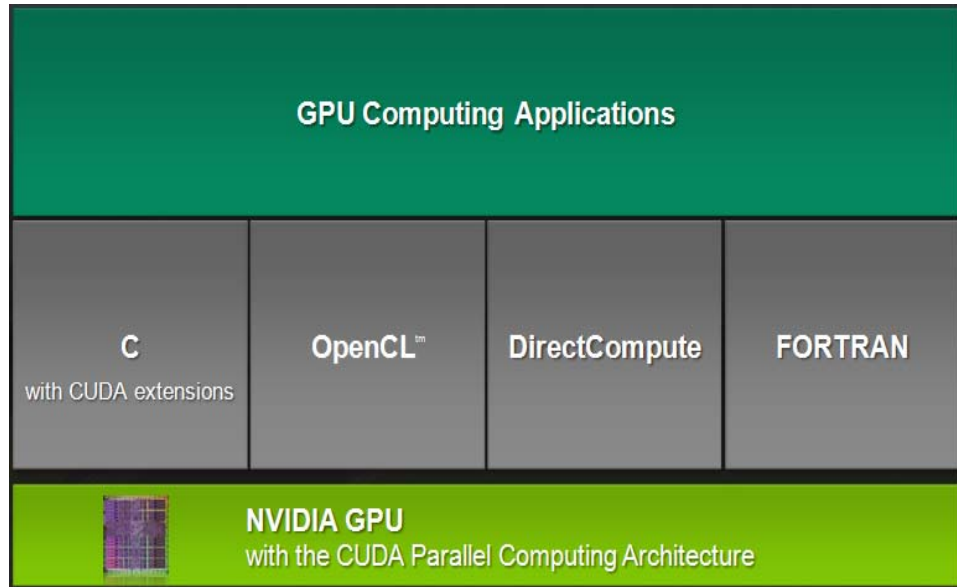 GPU Computing Applications
C
with CUDA extensions
OpenCL™
DirectCompute
FORTRAN
NVIDIA GPU
with the CUDA Parallel Computing Architecture